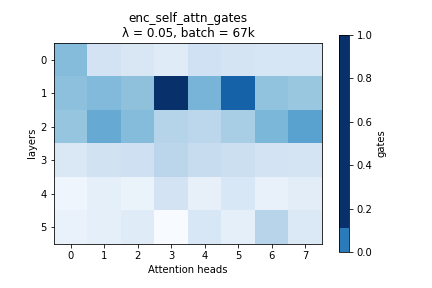 enc_self_attn_gates
λ = 0.05, batch = 67k
layers
0
1
2
3
4
5
0 1 2 3 4 5 6 7
Attention heads
1.0
0.8
0.6
0.4
0.2
0.0
gates